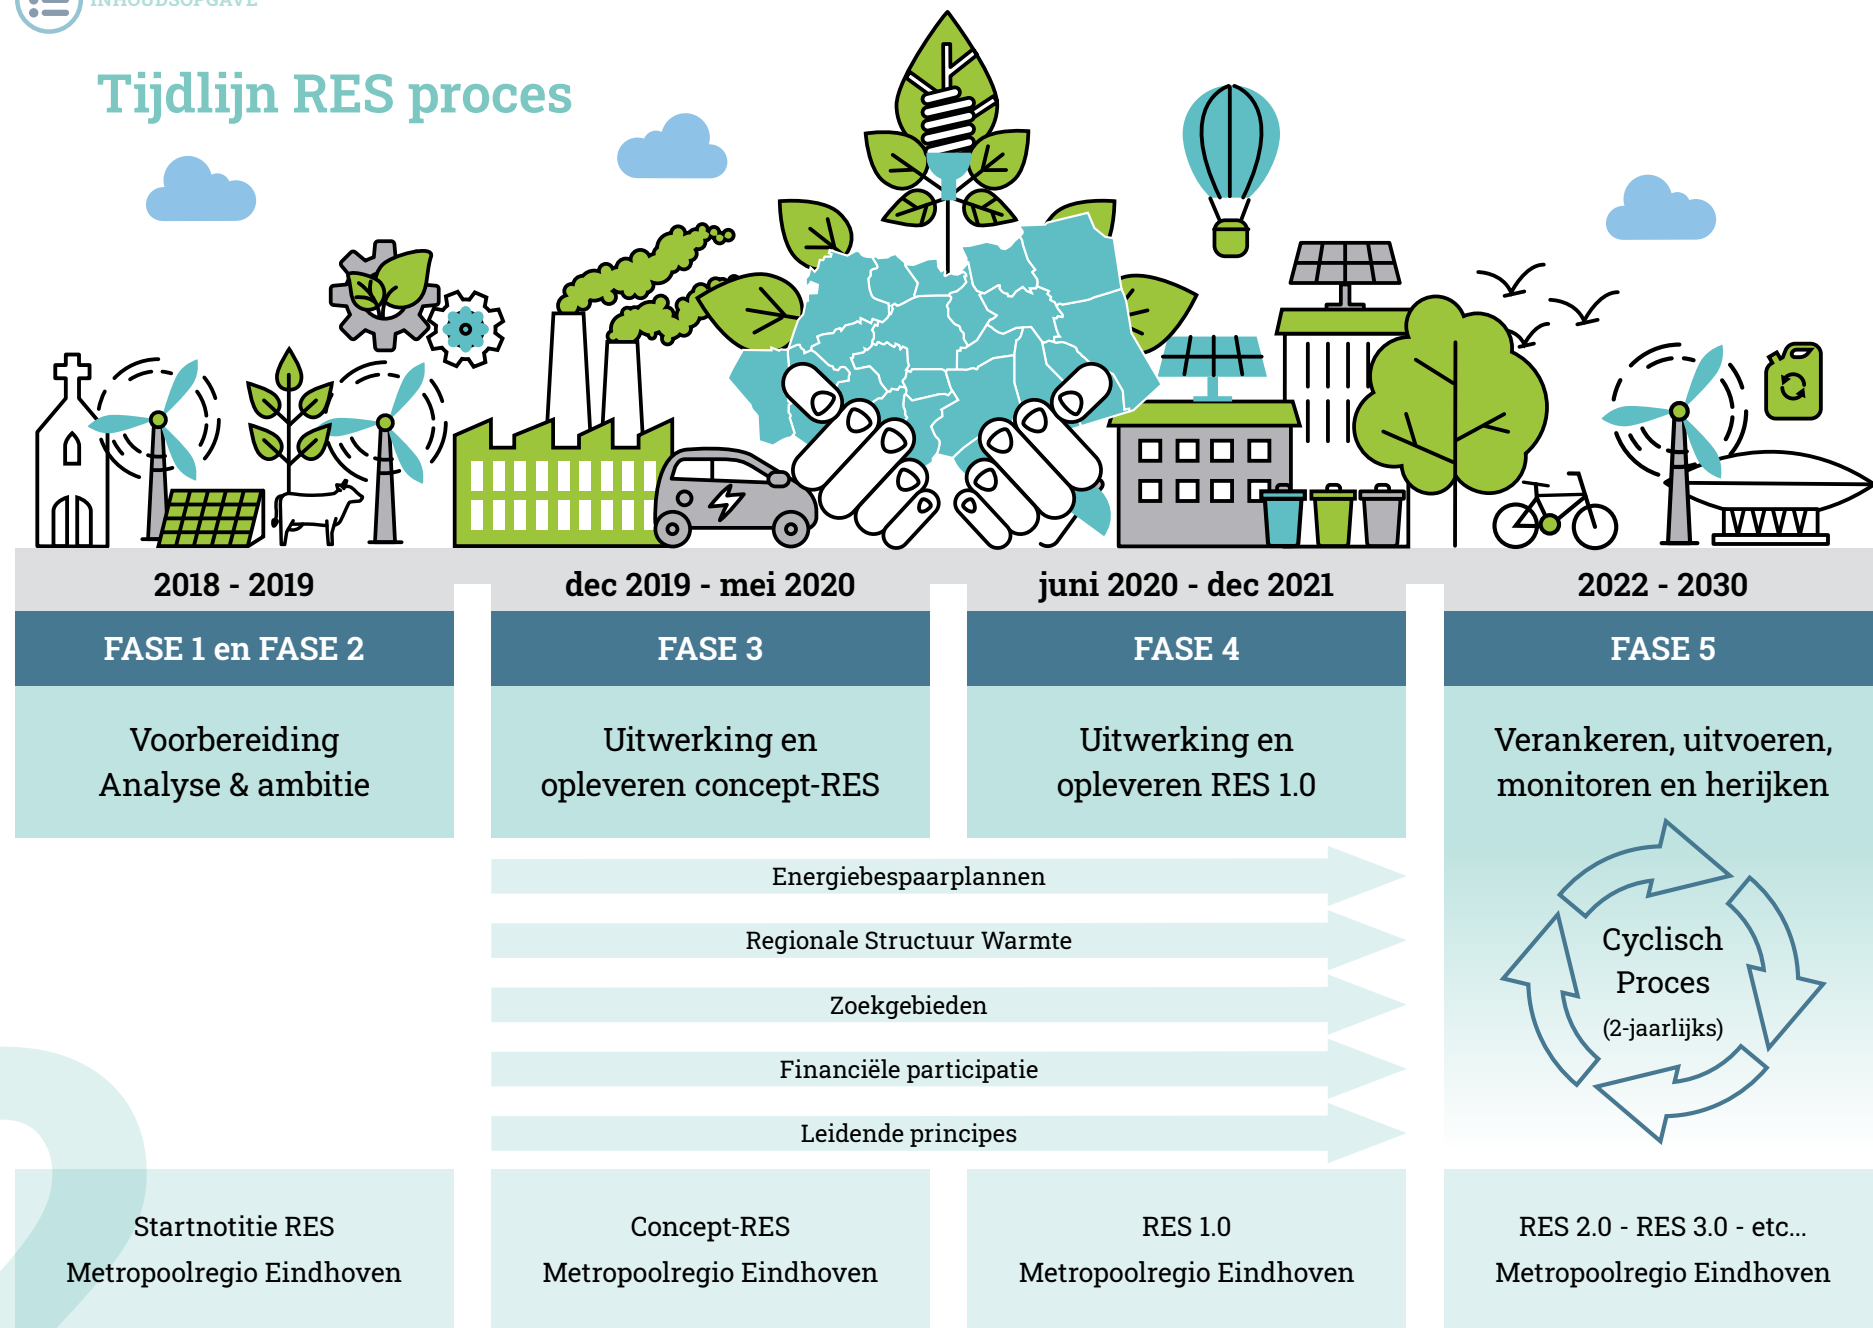 INHOUDSOPGAVE
Tijdlijn RES proces
2018 - 2019
FASE 1 en FASE 2
Voorbereiding
Analyse & ambitie
dec 2019 - mei 2020
FASE 3
Uitwerking en
opleveren concept-RES
juni 2020 - dec 2021
FASE 4
Uitwerking en
opleveren RES 1.0
2022 - 2030
FASE 5
Verankeren, uitvoeren,
monitoren en herijken
Energiebespaarplannen
Regionale Structuur Warmte
Zoekgebieden
Financiële participatie
Leidende principes
Cyclisch
Proces
(2-jaarlijks)
Startnotitie RES
Metropoolregio Eindhoven
Concept-RES
Metropoolregio Eindhoven
RES 1.0
Metropoolregio Eindhoven
RES 2.0 - RES 3.0 - etc...
Metropoolregio Eindhoven